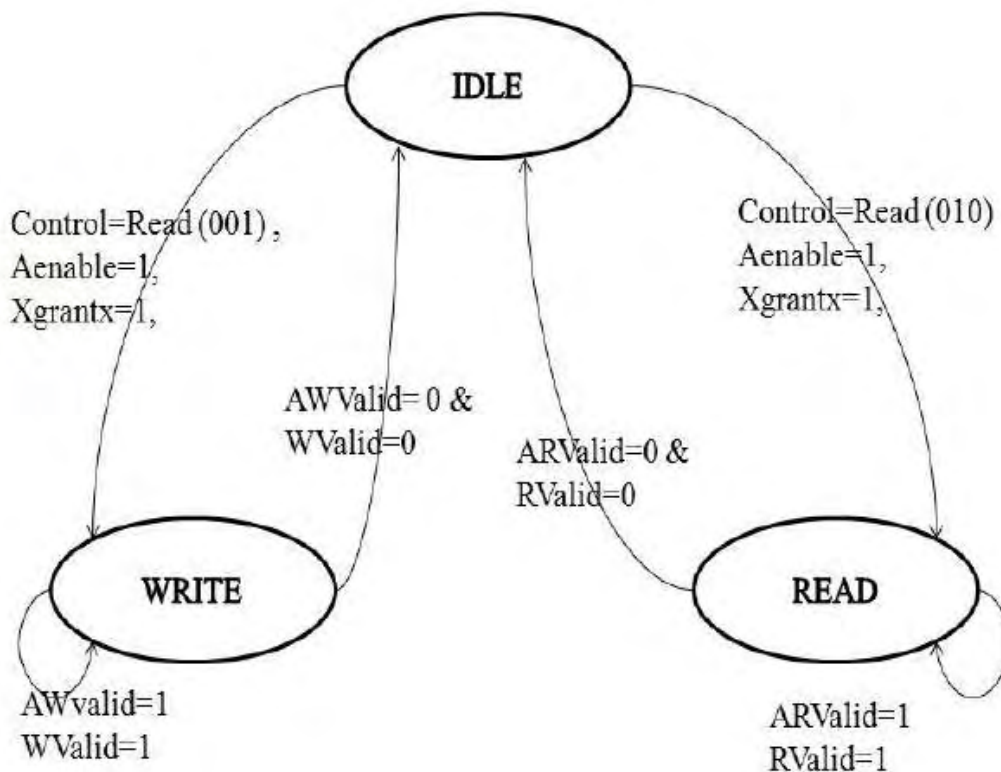 IDLE
Control=Read (001) ,
Aenable=1,
Xgrantx=1,
Control=Read (010)
Aenable=1,
Xgrantx=1,
AWValid= 0 &
WValid=0
ARValid=0 &
RValid=0
WRITE
READ
AWvalid=1
WValid=1
ARValid=1
RValid=1